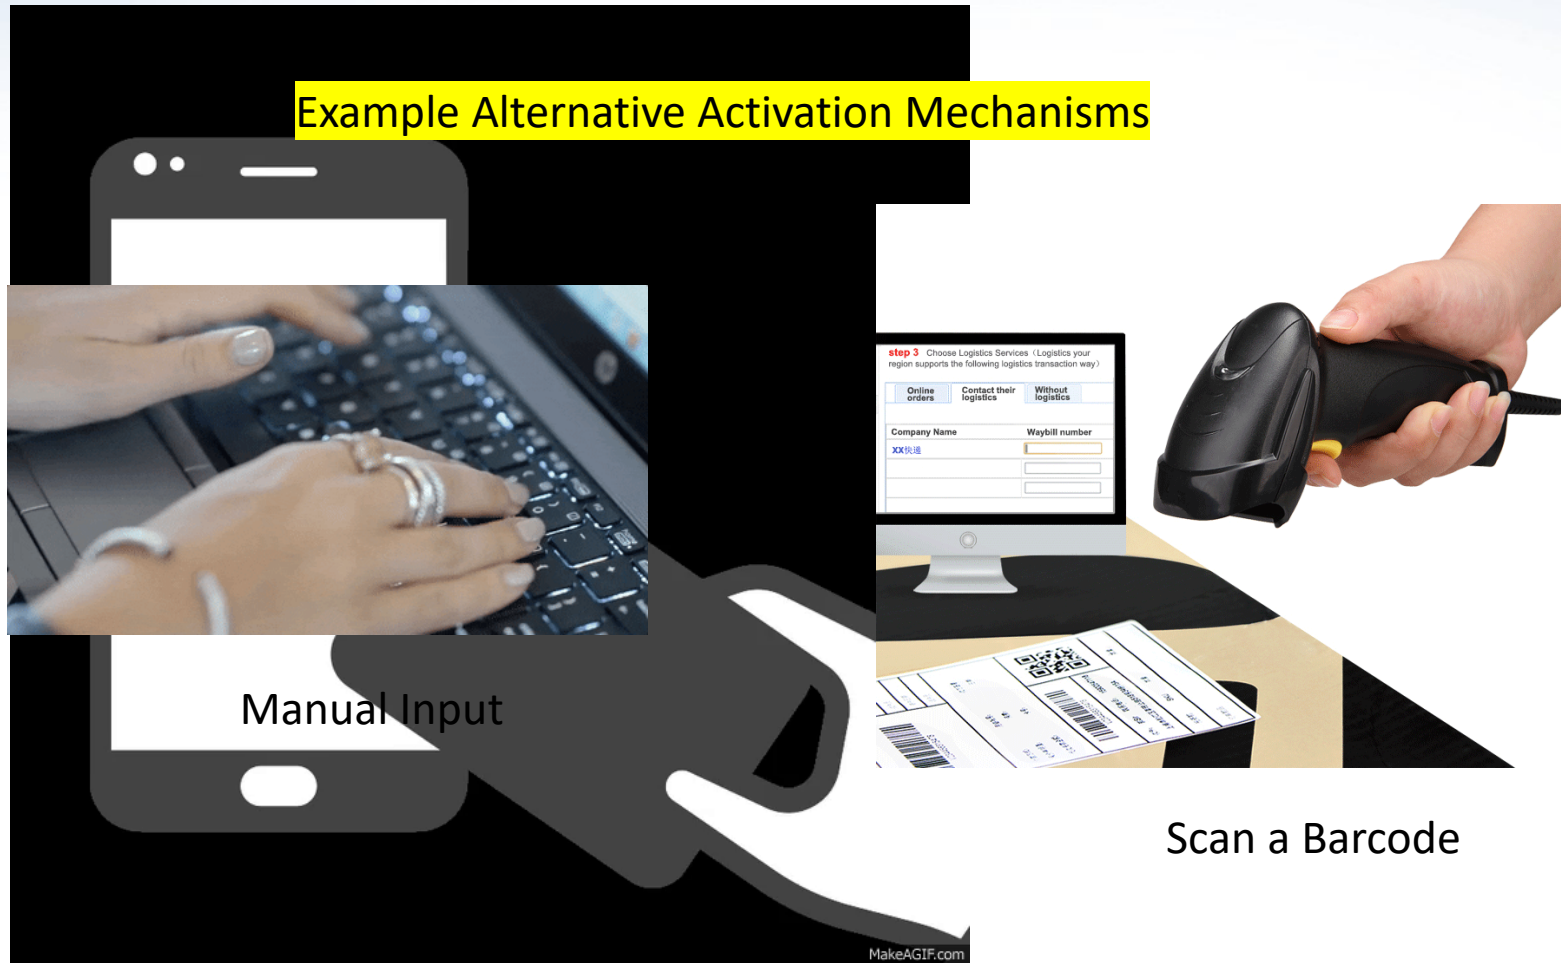 Example Alternative Activation Mechanisms
step 3 Choose Logistics Services（Logistics your
region supports the following logistics transaction way）
Online orders
Contact their logistics
Without logistics
Company Name Waybill number
XX快递
Manual Input
Scan a Barcode
MakeAGIF.com